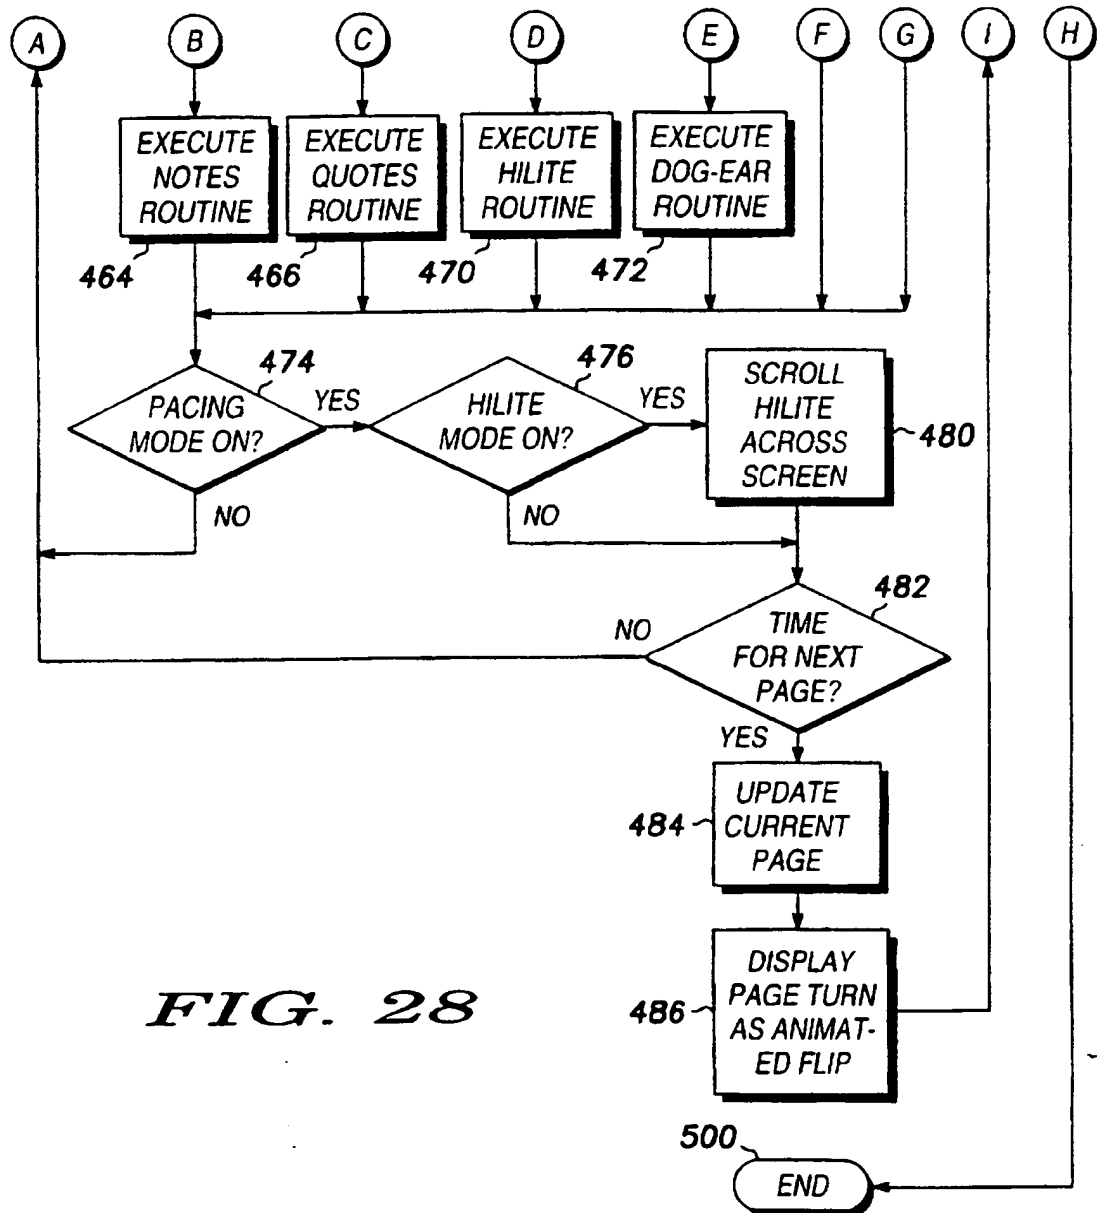 A B C D E F G I H
EXECUTE
NOTES
ROUTINE
464
EXECUTE
QUOTES
ROUTINE
466
EXECUTE
HILITE
ROUTINE
470
EXECUTE
DOG-EAR
ROUTINE
472
PACING
MODE ON?
474
YES
NO
HILITE
MODE ON?
476
YES
NO
SCROLL
HILITE
ACROSS
SCREEN
480
TIME
FOR NEXT
PAGE?
482
NO
YES
UPDATE
CURRENT
PAGE
484
DISPLAY
PAGE TURN
AS ANIMAT-
ED FLIP
486
FIG. 28
500
END